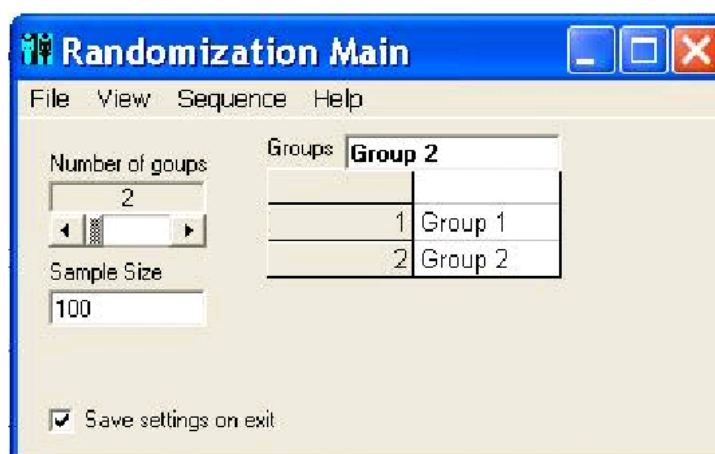 Randomization Main
File View Sequence Help
Number of goups
2
Sample Size
100
Groups Group 2
1 Group 1
2 Group 2
Save settings on exit